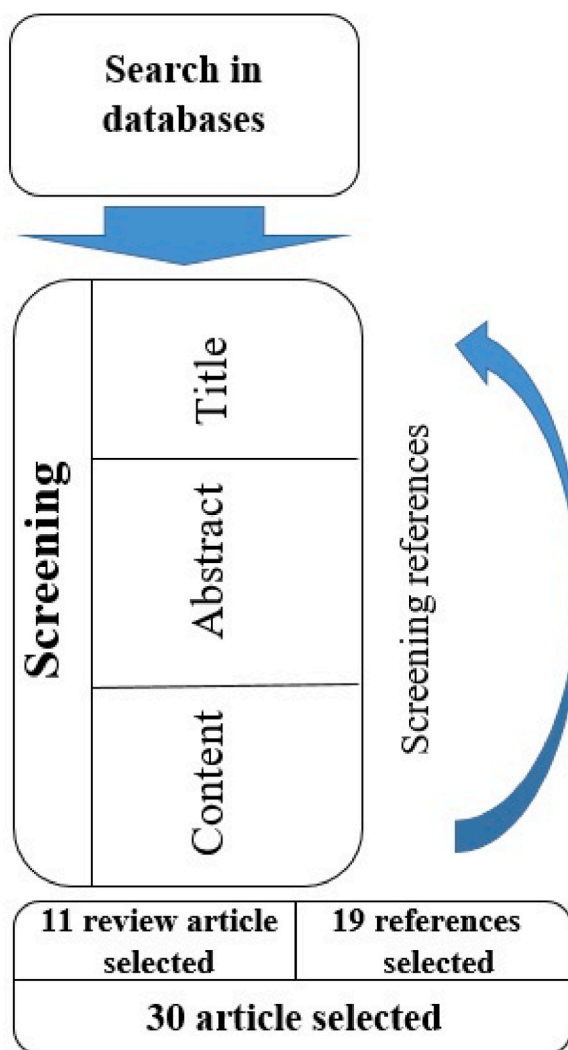 Search in
databases
Screening
Title
Abstract
Content
Screening references
11 review article
selected
19 references
selected
30 article selected